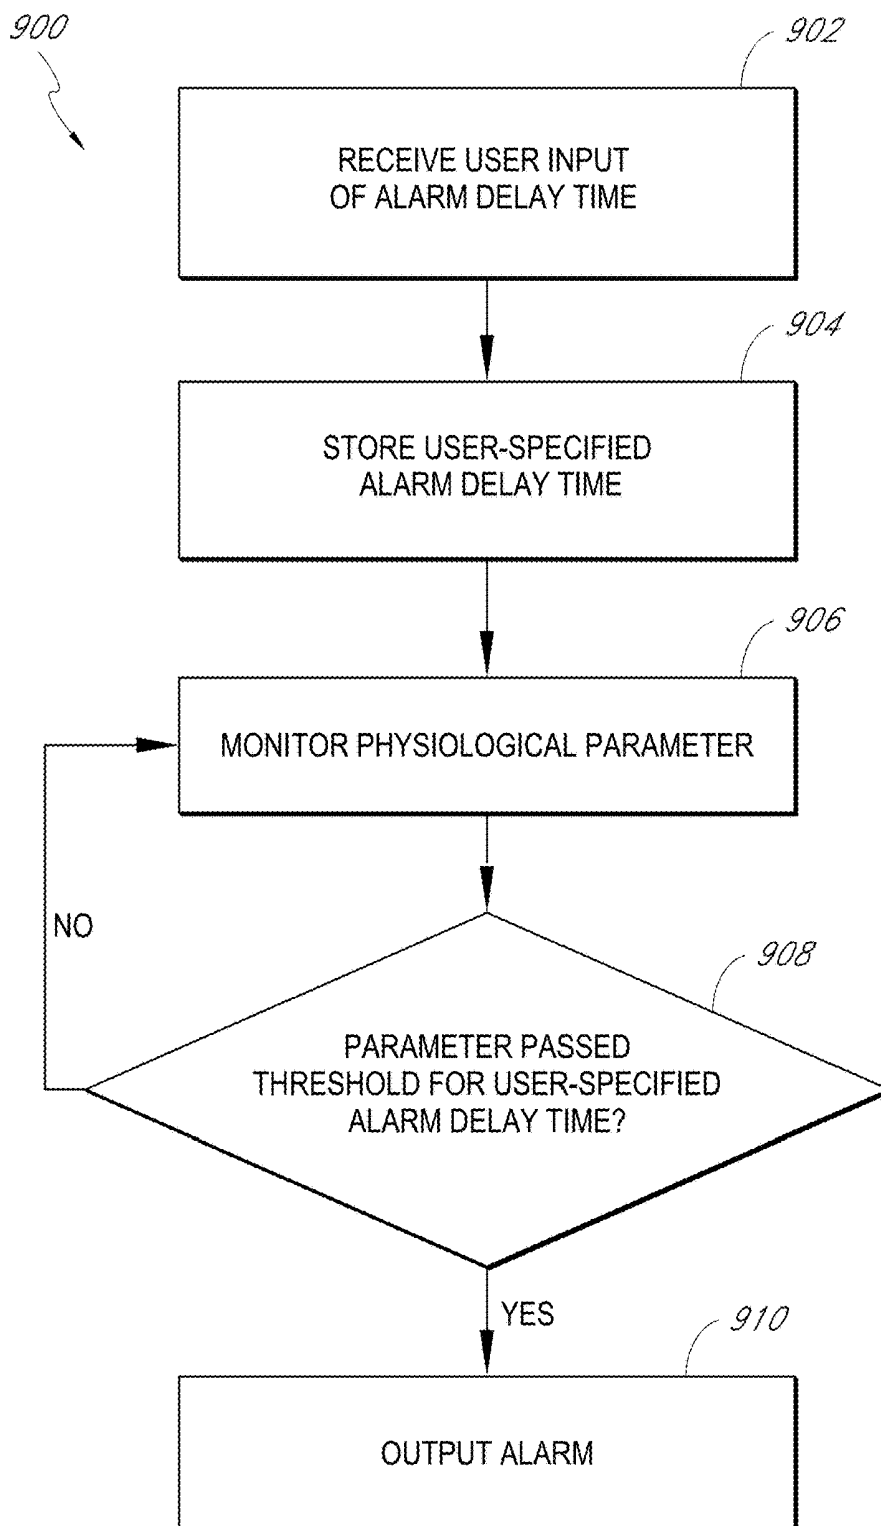 900
902
RECEIVE USER INPUT
OF ALARM DELAY TIME
904
STORE USER-SPECIFIED
ALARM DELAY TIME
906
MONITOR PHYSIOLOGICAL PARAMETER
NO
908
PARAMETER PASSED
THRESHOLD FOR USER-SPECIFIED
ALARM DELAY TIME?
YES
910
OUTPUT ALARM